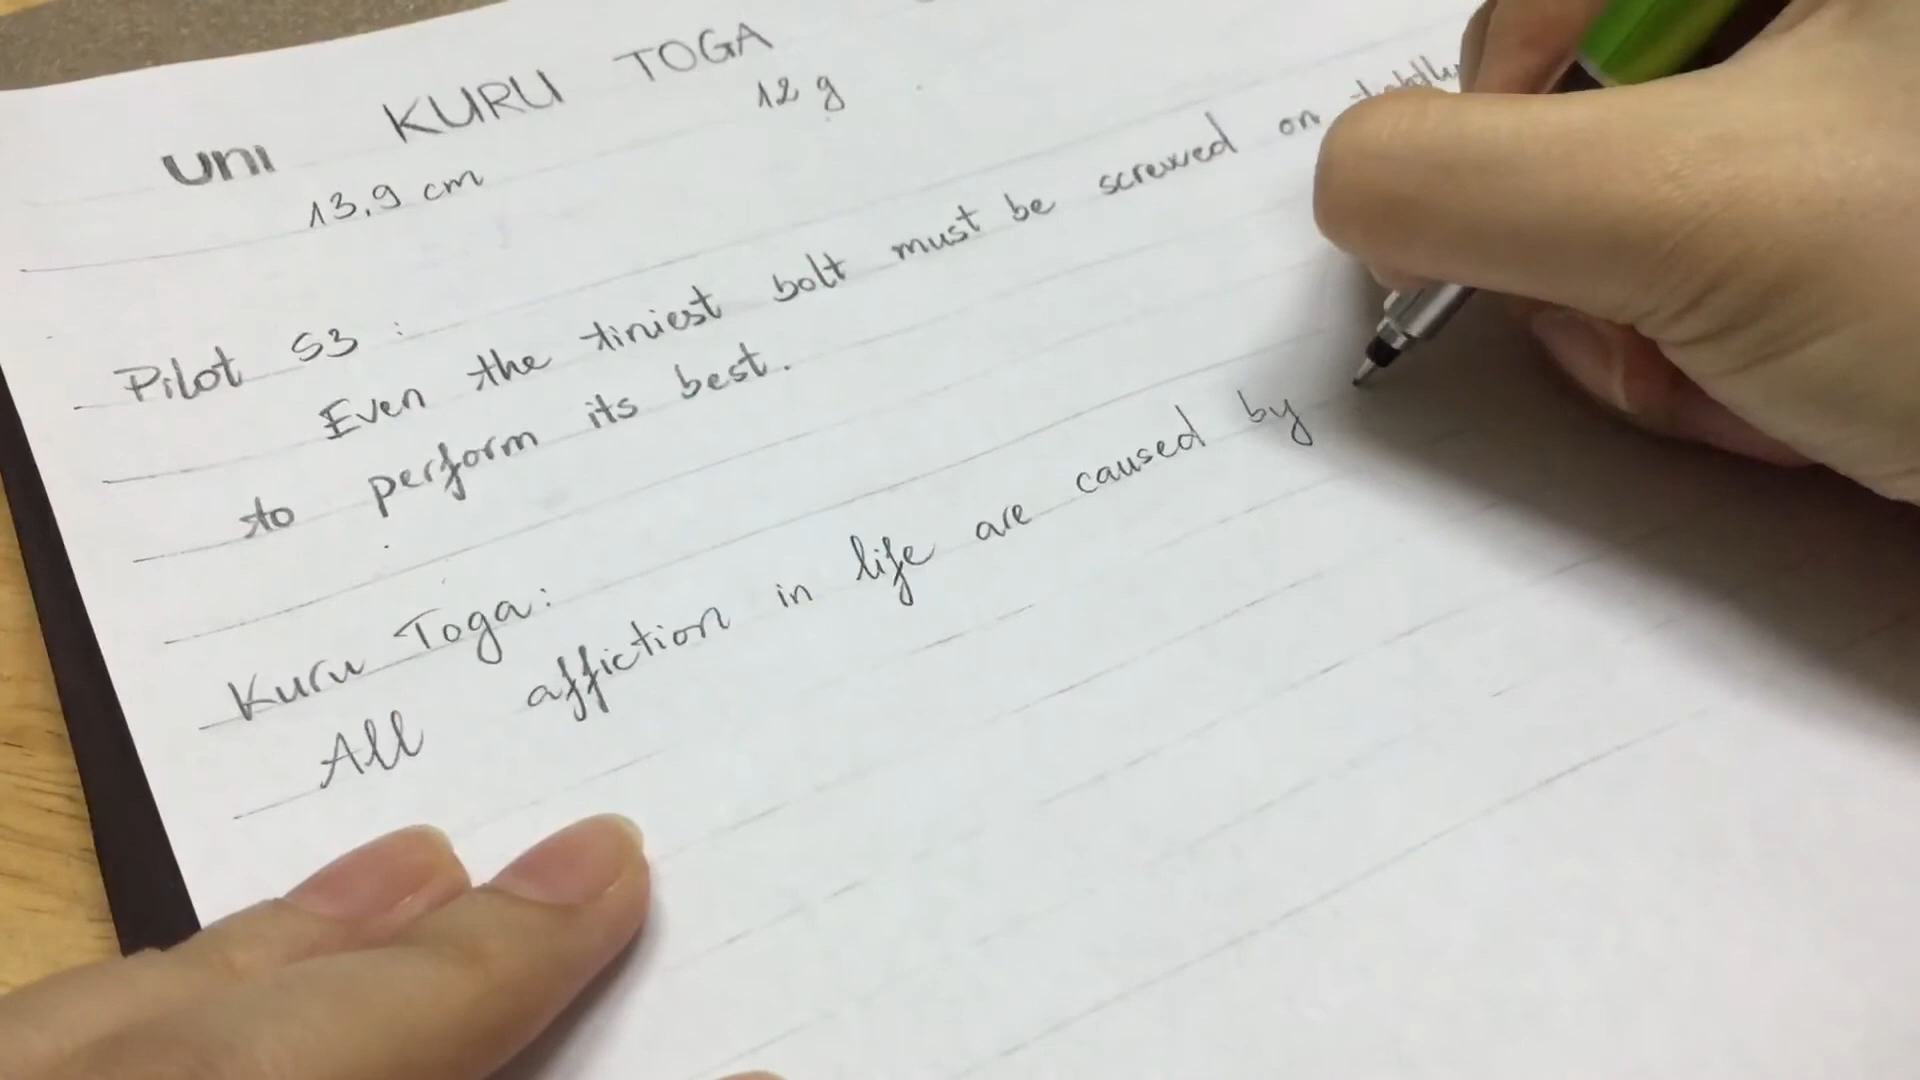 uni KURU TOGA
13.9 cm 12 g
Pilot S3 :
Even the tiniest bolt must be screwed on
to perform its best.
Kuru Toga:
All affiction in life are caused by